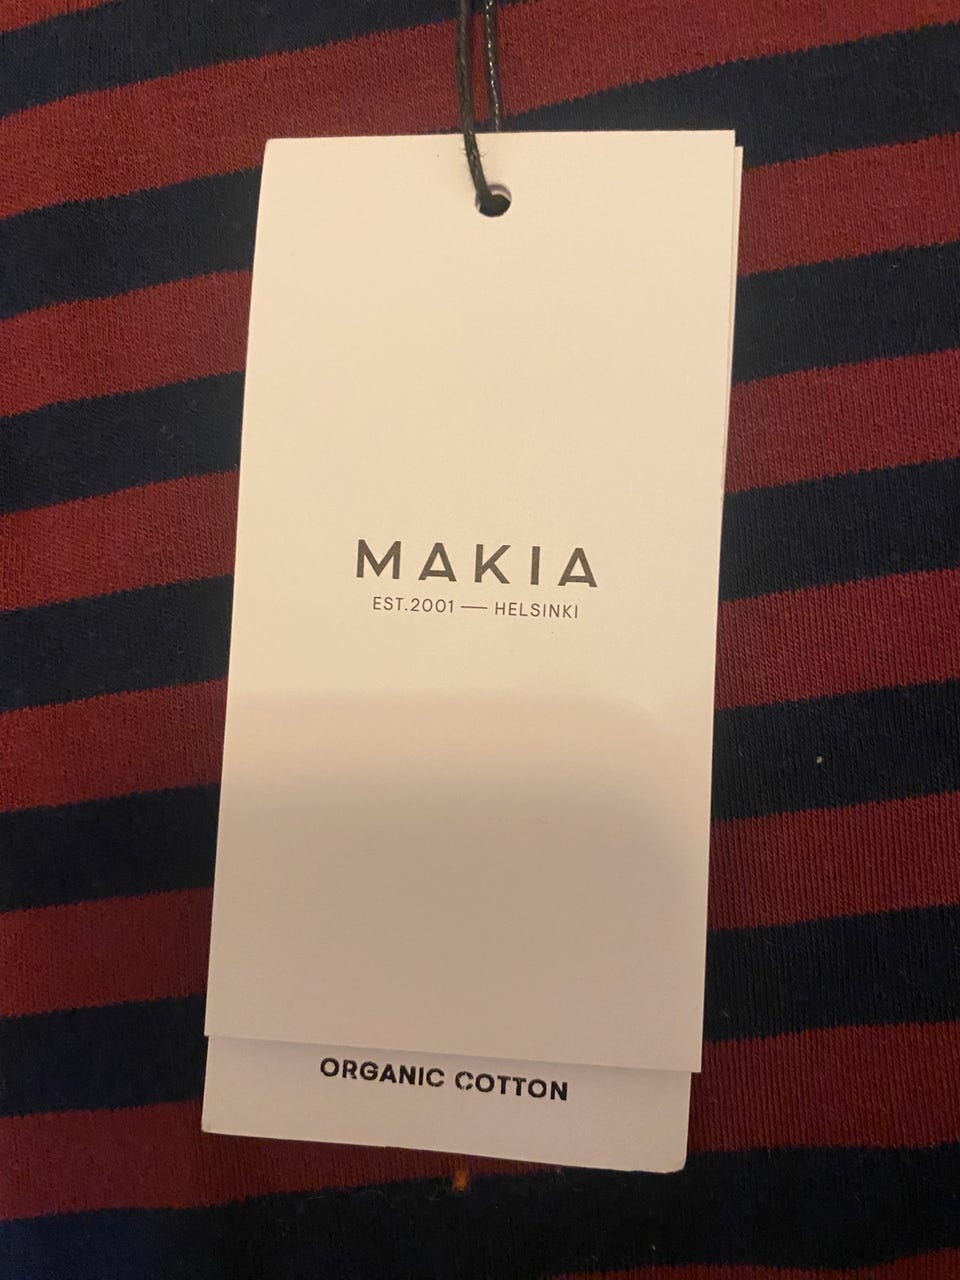 MAKIA
EST.2001 — HELSINKI
ORGANIC COTTON